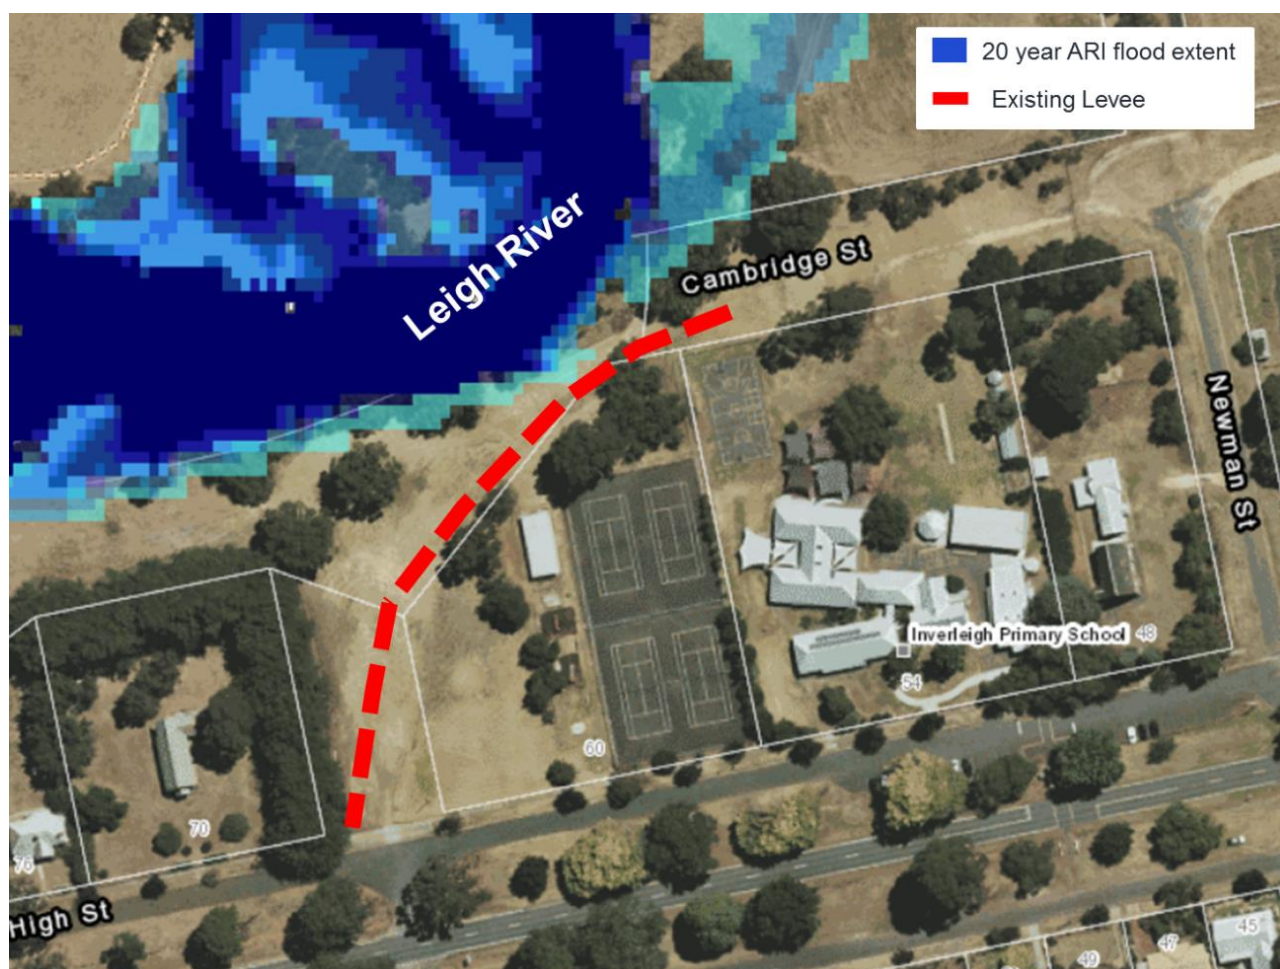 20 year ARI flood extent
Existing Levee
Leigh River
Cambridge St
Newman St
Inverleigh Primary School
48
54
60
70
76
High St
45
47
49